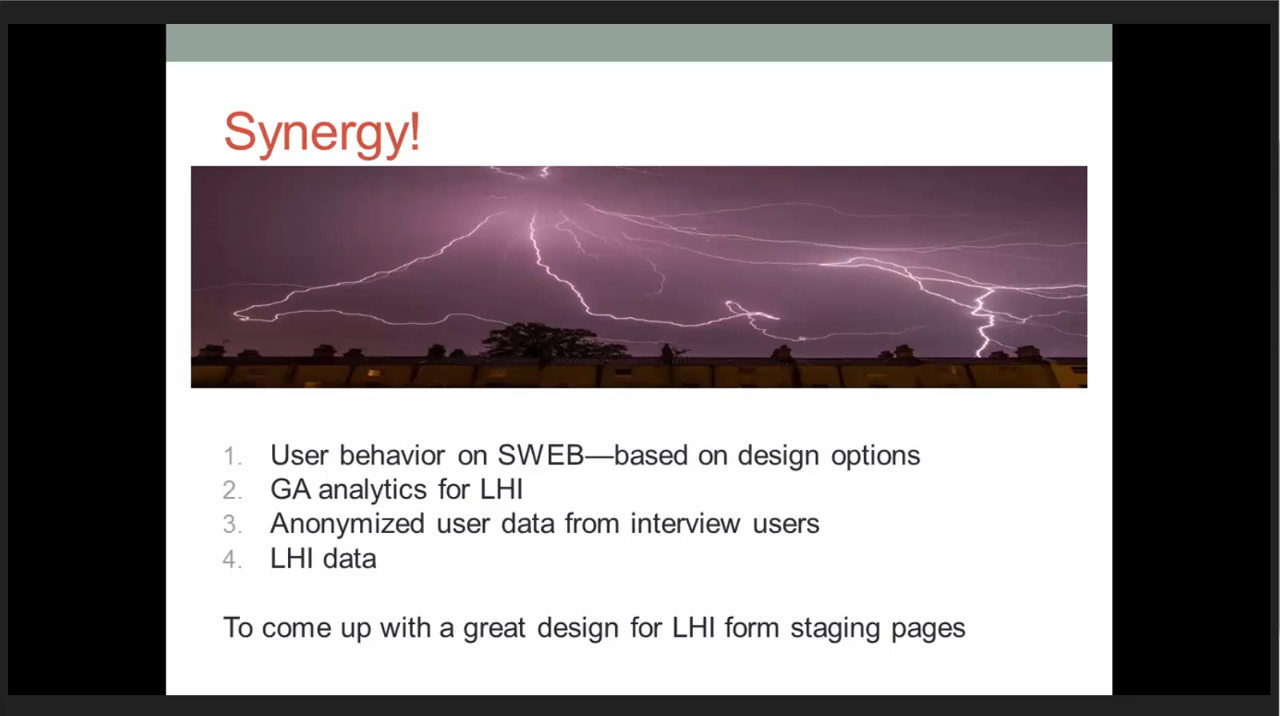 Synergy!
1. User behavior on SWEB—based on design options
2. GA analytics for LHI
3. Anonymized user data from interview users
4. LHI data
To come up with a great design for LHI form staging pages